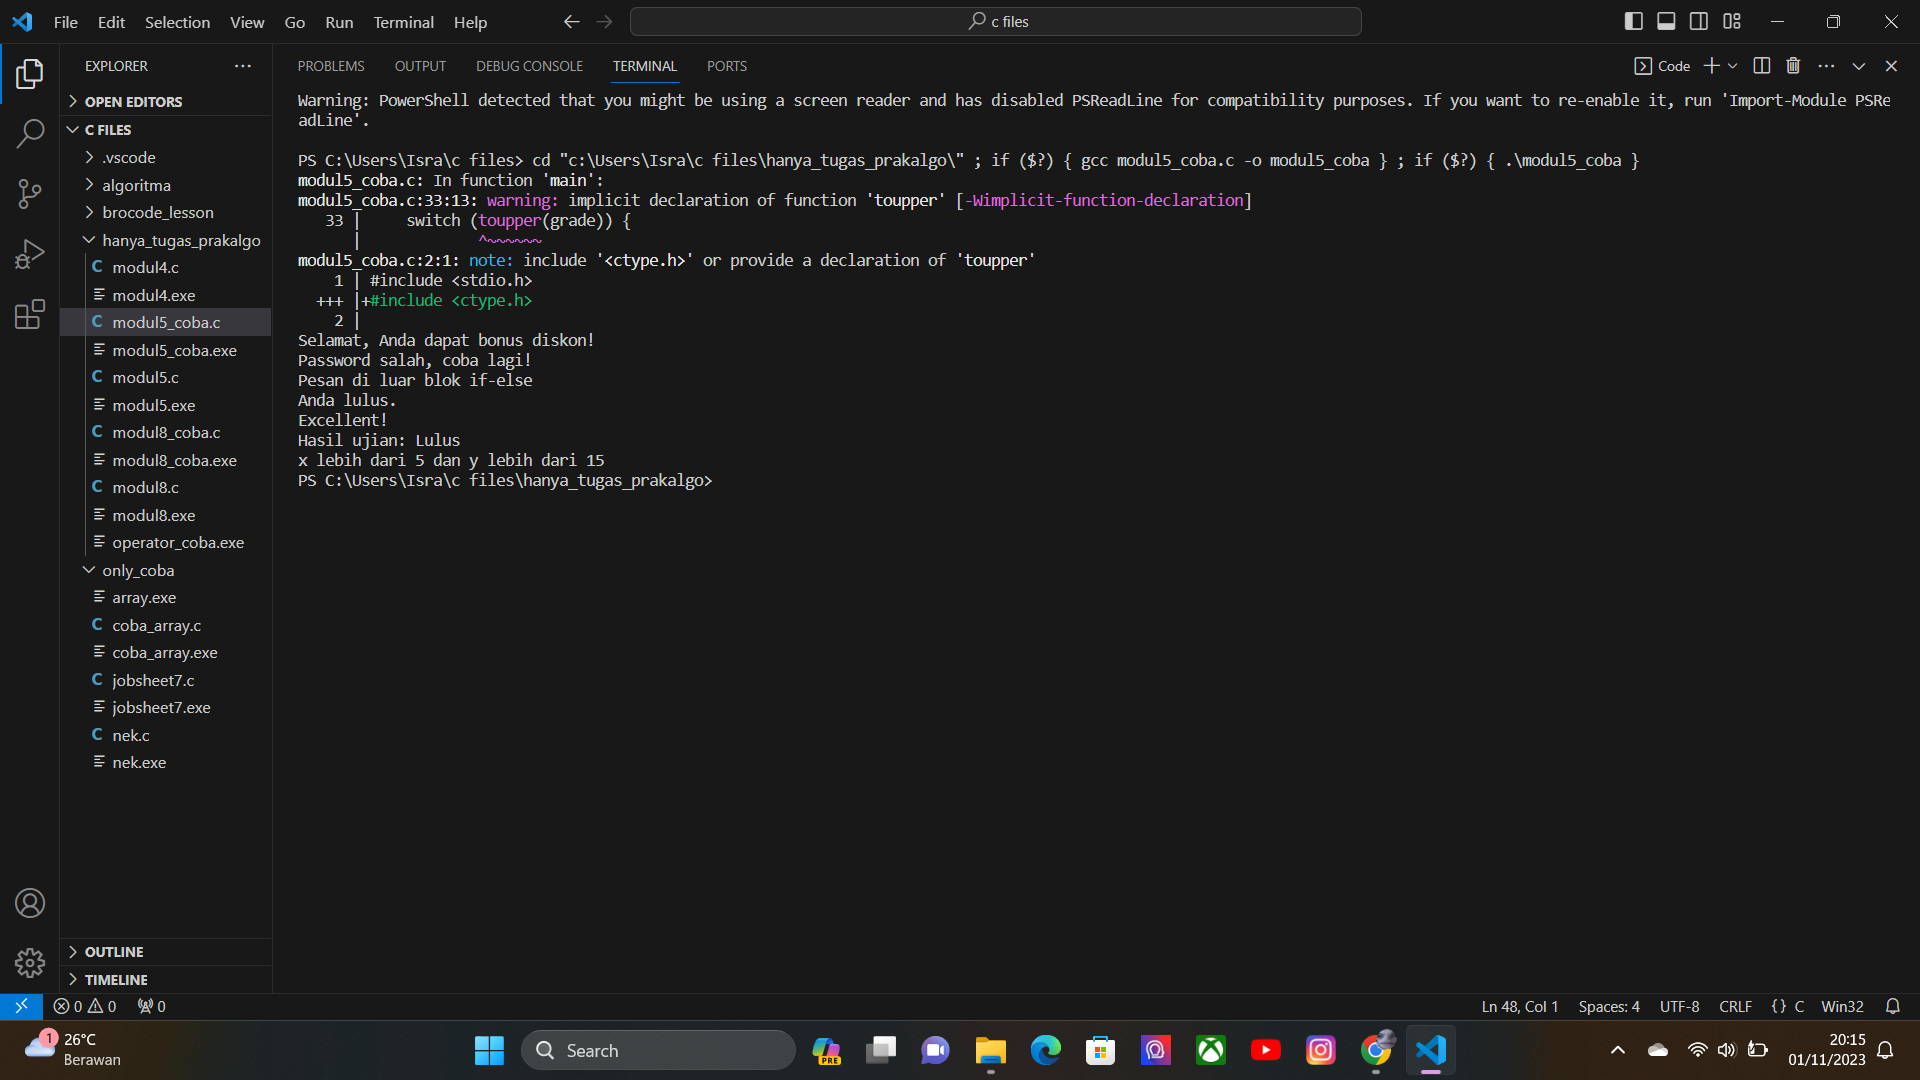 File Edit Selection View Go Run Terminal Help
c files
EXPLORER
OPEN EDITORS
C FILES
.vscode
algoritma
brocode_lesson
hanya_tugas_prakalgo
C modul4.c
modul4.exe
C modul5_coba.c
modul5_coba.exe
C modul5.c
modul5.exe
C modul8_coba.c
modul8_coba.exe
C modul8.c
modul8.exe
operator_coba.exe
only_coba
array.exe
C coba_array.c
coba_array.exe
C jobsheet7.c
jobsheet7.exe
C nek.c
nek.exe
OUTLINE
TIMELINE
PROBLEMS OUTPUT DEBUG CONSOLE TERMINAL PORTS
Code
Warning: PowerShell detected that you might be using a screen reader and has disabled PSReadLine for compatibility purposes. If you want to re-enable it, run 'Import-Module PSRe
adLine'.
PS C:\Users\Isra\c files> cd "c:\Users\Isra\c files\hanya_tugas_prakalgo\" ; if ($?) { gcc modul5_coba.c -o modul5_coba } ; if ($?) { .\modul5_coba }
modul5_coba.c: In function 'main':
modul5_coba.c:33:13: warning: implicit declaration of function 'toupper' [-Wimplicit-function-declaration]
33 | switch (toupper(grade)) {
| ^~~~~~~
modul5_coba.c:2:1: note: include '<ctype.h>' or provide a declaration of 'toupper'
1 | #include <stdio.h>
+++ |+#include <ctype.h>
2 |
Selamat, Anda dapat bonus diskon!
Password salah, coba lagi!
Pesan di luar blok if-else
Anda lulus.
Excellent!
Hasil ujian: Lulus
x lebih dari 5 dan y lebih dari 15
PS C:\Users\Isra\c files\hanya_tugas_prakalgo>
0 0 0
Ln 48, Col 1 Spaces: 4 UTF-8 CRLF {} C Win32
1
26°C
Berawan
Search
PRE
20:15
01/11/2023